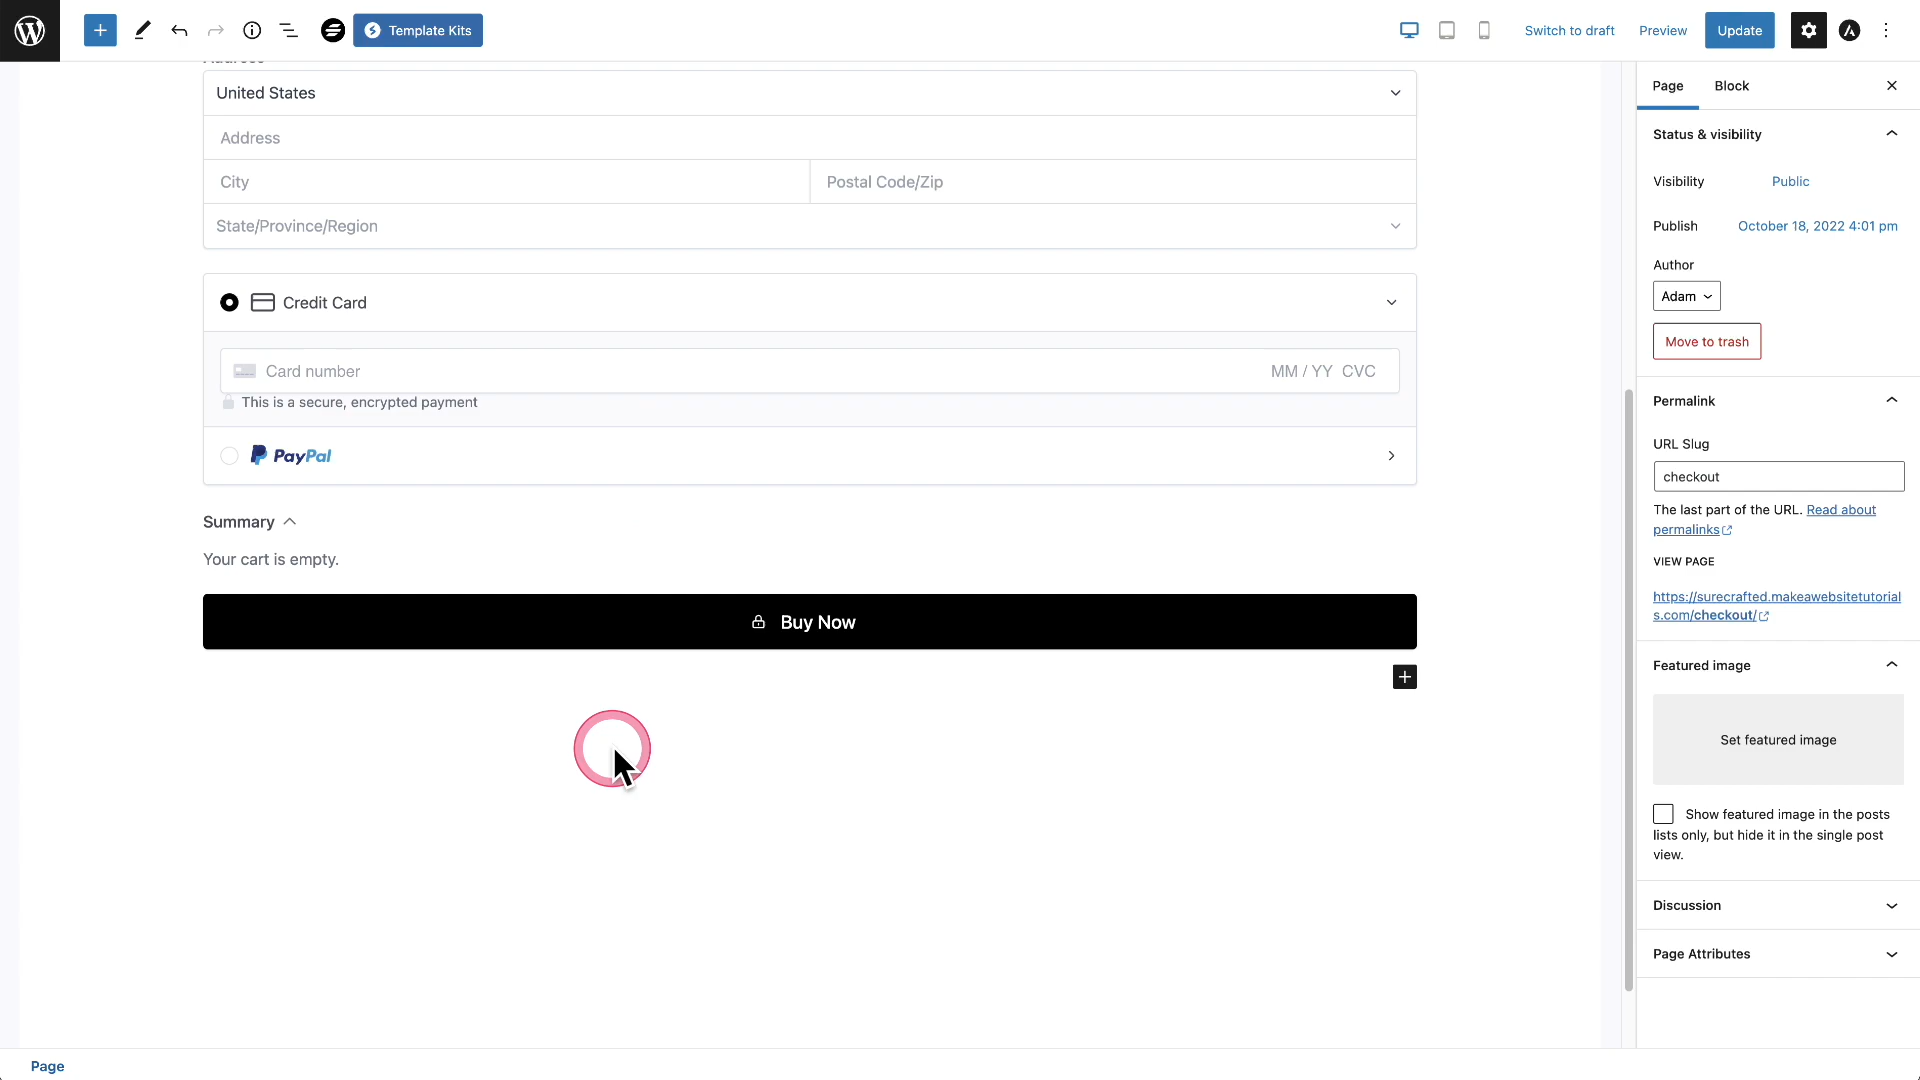 Template Kits
Switch to draft
Preview
Update
Address
United States
Address
City
Postal Code/Zip
State/Province/Region
Credit Card
Card number
MM / YY CVC
This is a secure, encrypted payment
PayPal
Summary
Your cart is empty.
Buy Now
Page
Block
Status & visibility
Visibility
Public
Publish
October 18, 2022 4:01 pm
Author
Adam
Move to trash
Permalink
URL Slug
checkout
The last part of the URL. Read about
permalinks
VIEW PAGE
https://surecrafted.makeawebsitetutorial
s.com/checkout/
Featured image
Set featured image
Show featured image in the posts
lists only, but hide it in the single post
view.
Discussion
Page Attributes
Page